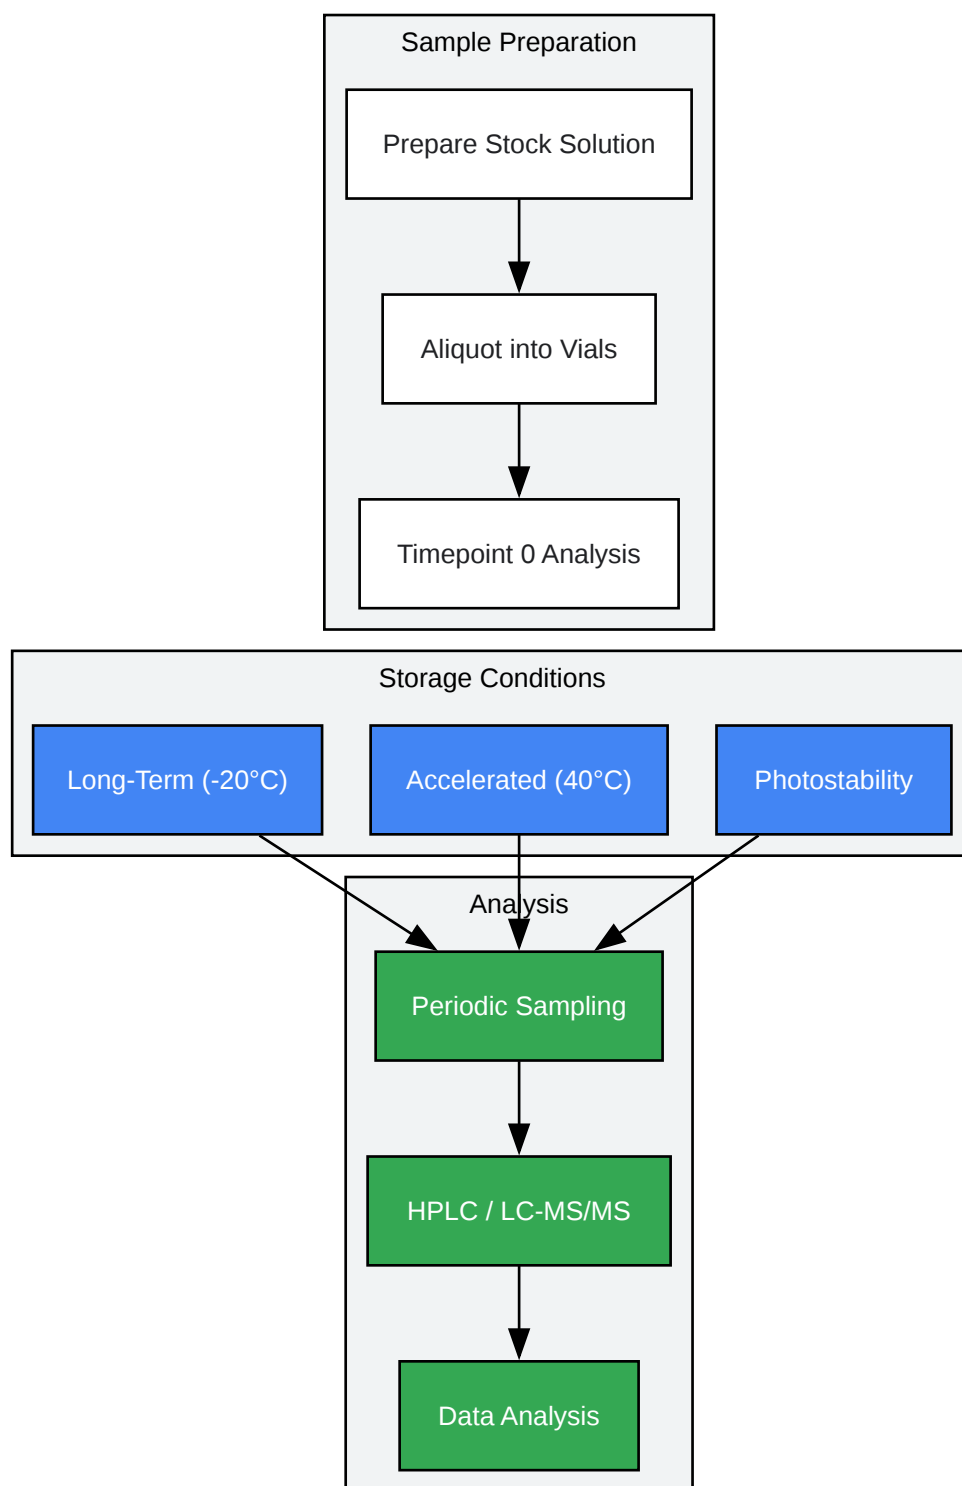 Sample Preparation
Prepare Stock Solution
Aliquot into Vials
Timepoint 0 Analysis
Storage Conditions
Long-Term (-20°C)
Accelerated (40°C)
Photostability
Analysis
Periodic Sampling
HPLC / LC-MS/MS
Data Analysis